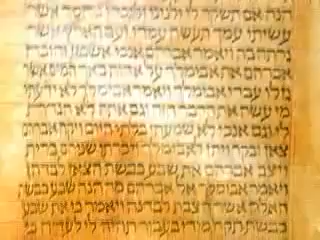 הנה אם תשקר לי ולניני ולנכדי כחסד אשר
עשיתי עמך תעשה עמדי ועם הארץ אשר
גרתה בה ויאמר אברהם אנכי אשבע והוכח
אברהם את אבימלך על אדות באר המים אשר
גזלו עבדי אבימלך ויאמר אבימלך לא ידעתי
מי עשה את הדבר הזה וגם אתה לא הגדת
לי וגם אנכי לא שמעתי בלתי היום ויקח אברהם
צאן ובקר ויתן לאבימלך ויכרתו שניהם ברית
ויצב אברהם את שבע כבשת הצאן לבדהן
ויאמר אבימלך אל אברהם מה הנה שבע כבשת
האלה אשר הצבת לבדנה ויאמר כי את שבע
כבשת תקח מידי בעבור תהיה לי לעדה כי